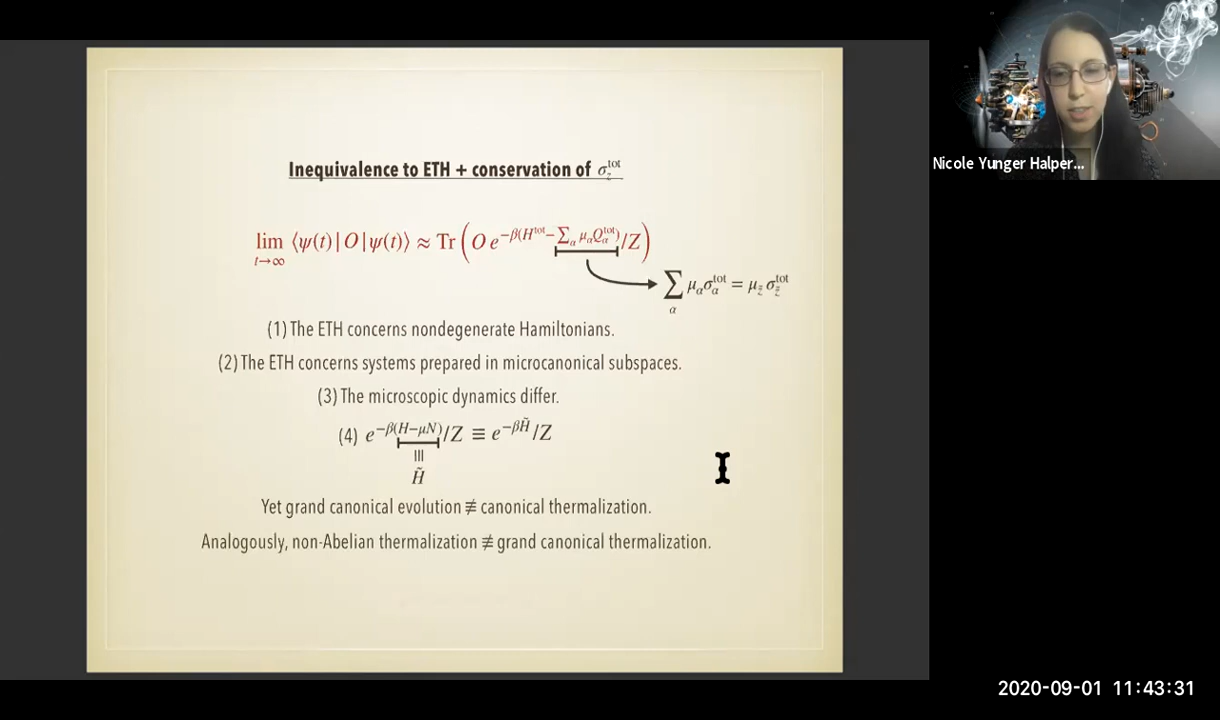 Inequivalence to ETH + conservation of σ_z^tot
lim_{t→∞} ⟨ψ(t)|O|ψ(t)⟩ ≈ Tr(O e^{−β(H^tot − ∑_α μ_α Q_α^tot)}/Z)
∑_α μ_α σ_α^tot = μ_z̃ σ_z̃^tot
(1) The ETH concerns nondegenerate Hamiltonians.
(2) The ETH concerns systems prepared in microcanonical subspaces.
(3) The microscopic dynamics differ.
(4) e^{−β(H−μN)}/Z ≡ e^{−βH̃}/Z
≡
H̃
Yet grand canonical evolution ≢ canonical thermalization.
Analogously, non-Abelian thermalization ≢ grand canonical thermalization.
Nicole Yunger Halper...
2020-09-01 11:43:31